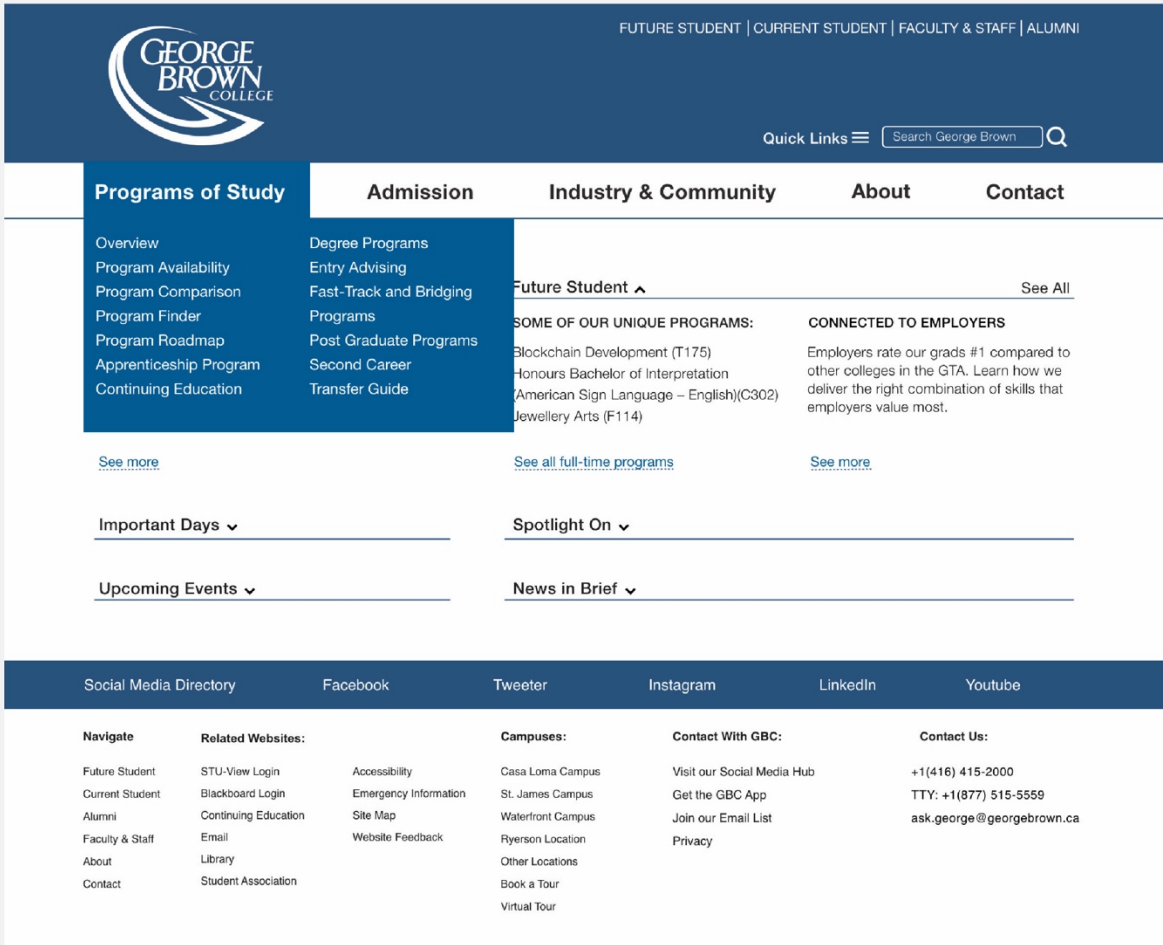 GEORGE
BROWN
COLLEGE
FUTURE STUDENT | CURRENT STUDENT | FACULTY & STAFF | ALUMNI
Quick Links
Search George Brown
Programs of Study
Admission
Industry & Community
About
Contact
Overview
Program Availability
Program Comparison
Program Finder
Program Roadmap
Apprenticeship Program
Continuing Education
Degree Programs
Entry Advising
Fast-Track and Bridging
Programs
Post Graduate Programs
Second Career
Transfer Guide
See more
Future Student
See All
SOME OF OUR UNIQUE PROGRAMS:
Blockchain Development (T175)
Honours Bachelor of Interpretation
(American Sign Language – English)(C302)
Jewellery Arts (F114)
See all full-time programs
CONNECTED TO EMPLOYERS
Employers rate our grads #1 compared to
other colleges in the GTA. Learn how we
deliver the right combination of skills that
employers value most.
See more
Important Days
Spotlight On
Upcoming Events
News in Brief
Social Media Directory
Facebook
Tweeter
Instagram
LinkedIn
Youtube
Navigate
Future Student
Current Student
Alumni
Faculty & Staff
About
Contact
Related Websites:
STU-View Login
Blackboard Login
Continuing Education
Email
Library
Student Association
Accessibility
Emergency Information
Site Map
Website Feedback
Campuses:
Casa Loma Campus
St. James Campus
Waterfront Campus
Ryerson Location
Other Locations
Book a Tour
Virtual Tour
Contact With GBC:
Visit our Social Media Hub
Get the GBC App
Join our Email List
Privacy
Contact Us:
+1(416) 415-2000
TTY: +1(877) 515-5559
ask.george@georgebrown.ca